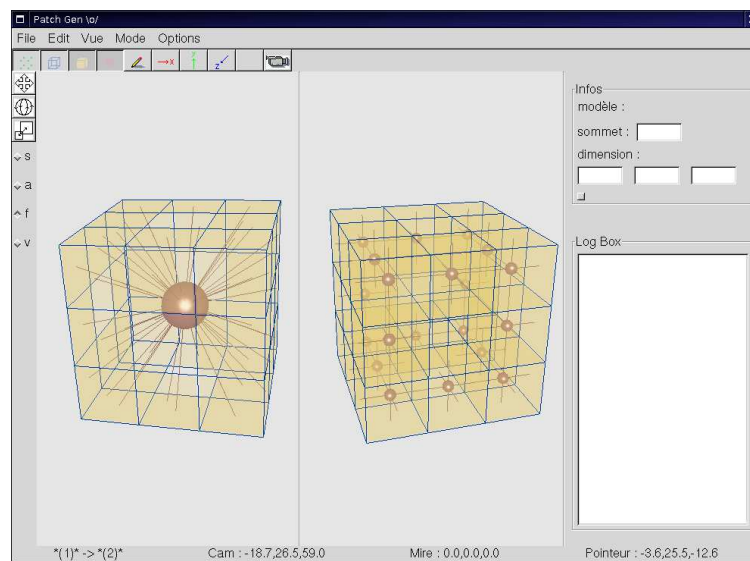 Patch Gen \o/
File Edit Vue Mode Options
x
z
s
a
f
v
Infos
modèle :
sommet :
dimension :
Log Box
*(1)* -> *(2)*
Cam : -18.7,26.5,59.0
Mire : 0.0,0.0,0.0
Pointeur : -3.6,25.5,-12.6